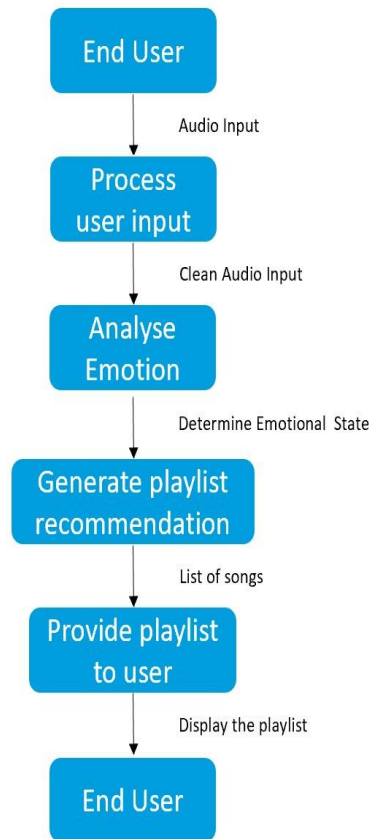 End User
Audio Input
Process
user input
Clean Audio Input
Analyse
Emotion
Determine Emotional State
Generate playlist
recommendation
List of songs
Provide playlist
to user
Display the playlist
End User